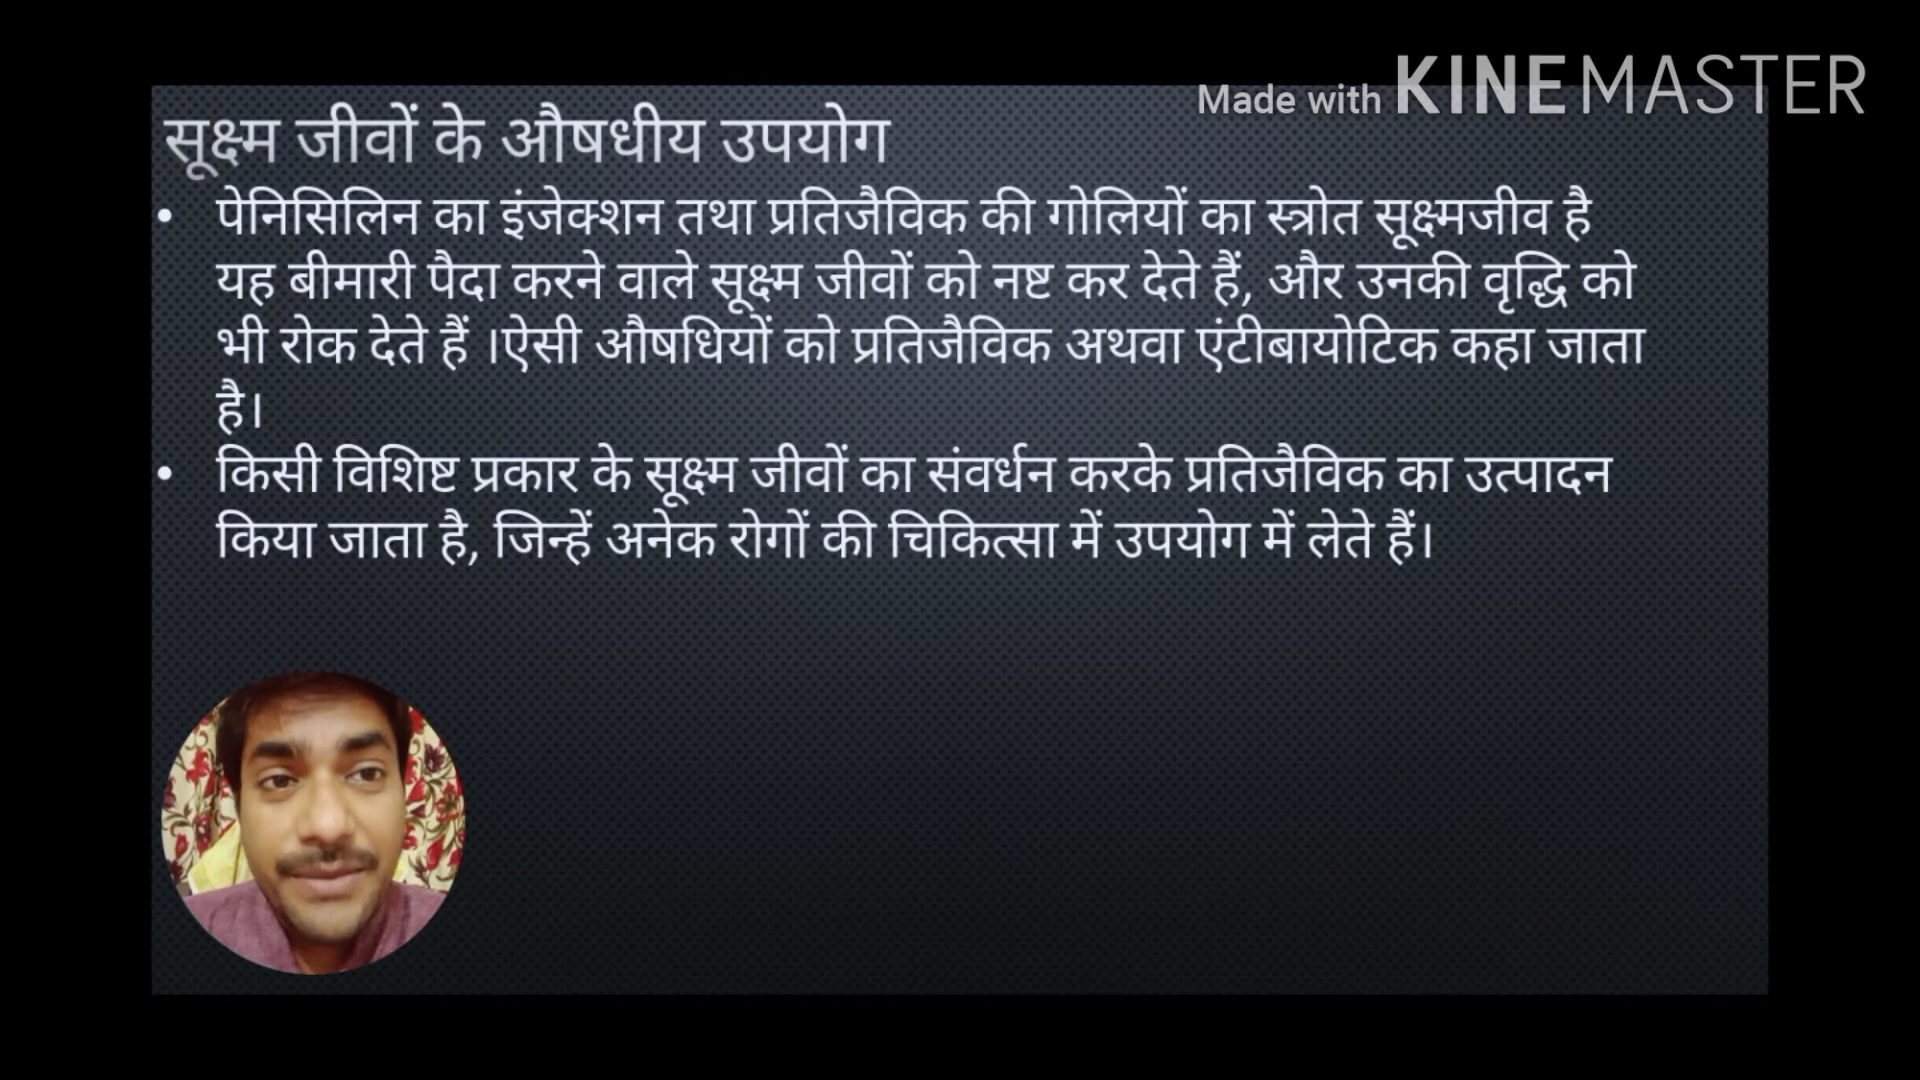 Made with KINEMASTER
सूक्ष्म जीवों के औषधीय उपयोग
• पेनिसिलिन का इंजेक्शन तथा प्रतिजैविक की गोलियों का स्त्रोत सूक्ष्मजीव है
यह बीमारी पैदा करने वाले सूक्ष्म जीवों को नष्ट कर देते हैं, और उनकी वृद्धि को
भी रोक देते हैं ।ऐसी औषधियों को प्रतिजैविक अथवा एंटीबायोटिक कहा जाता
है।
• किसी विशिष्ट प्रकार के सूक्ष्म जीवों का संवर्धन करके प्रतिजैविक का उत्पादन
किया जाता है, जिन्हें अनेक रोगों की चिकित्सा में उपयोग में लेते हैं।